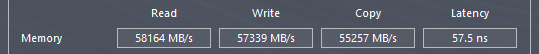 Read Write Copy Latency
Memory 58164 MB/s 57339 MB/s 55257 MB/s 57.5 ns